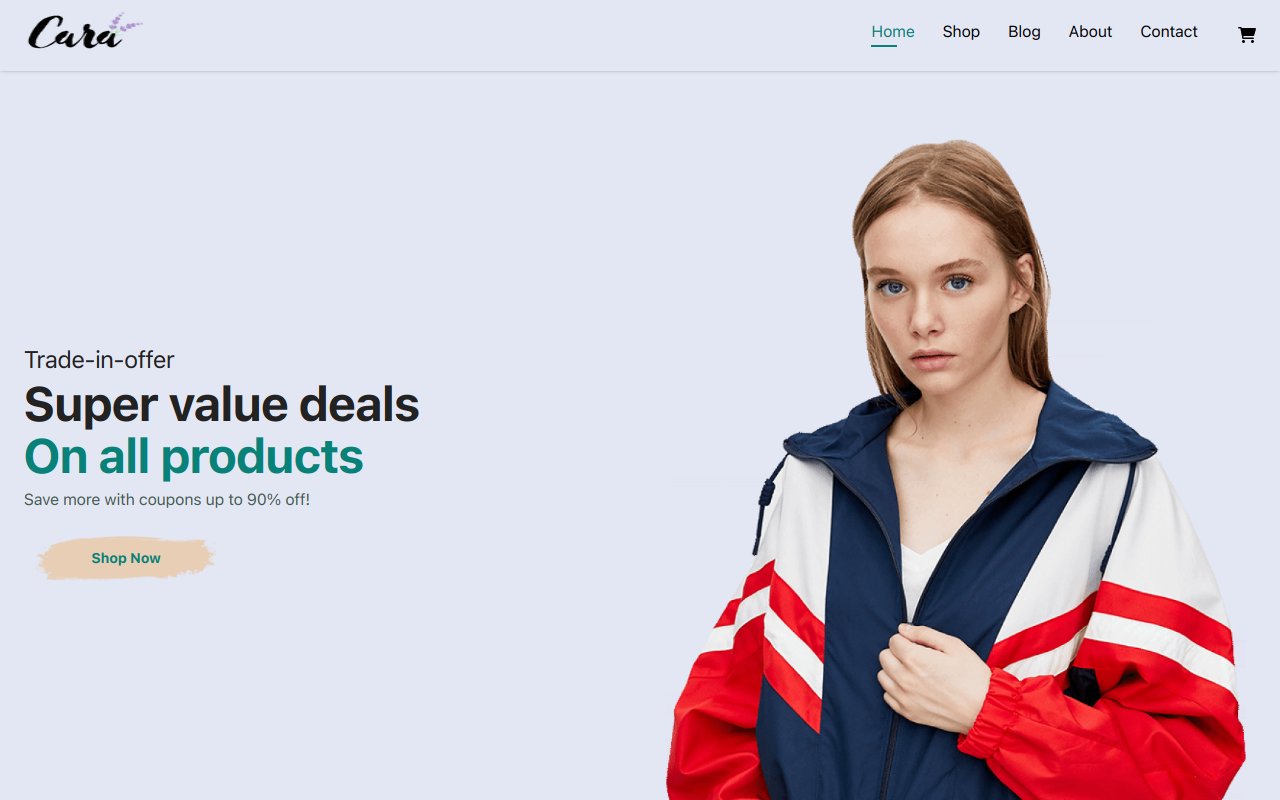 Cara
Home Shop Blog About Contact
Trade-in-offer
Super value deals
On all products
Save more with coupons up to 90% off!
Shop Now